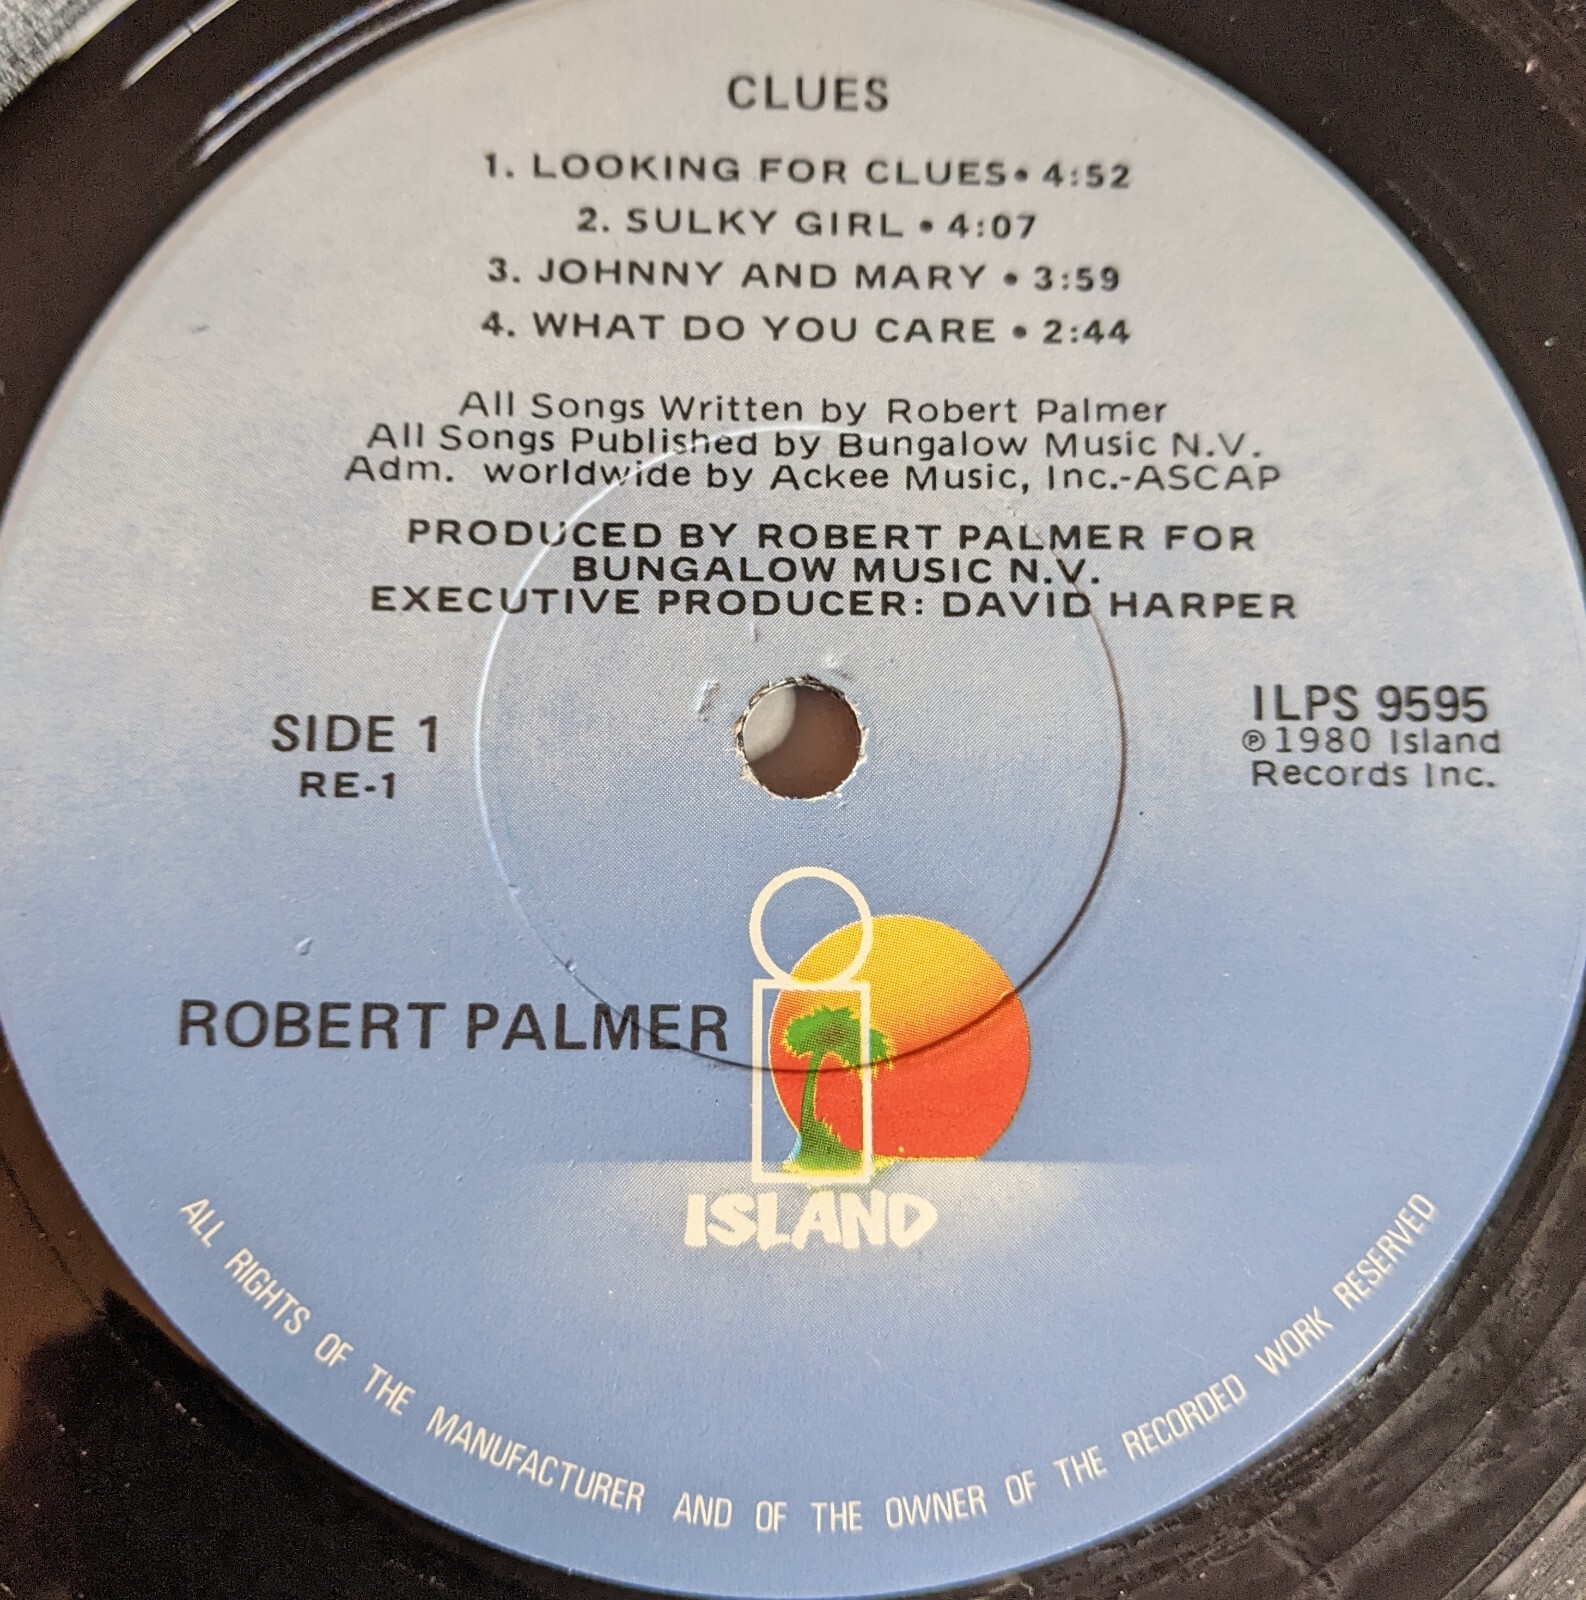 CLUES
1. LOOKING FOR CLUES • 4:52
2. SULKY GIRL • 4:07
3. JOHNNY AND MARY • 3:59
4. WHAT DO YOU CARE • 2:44
All Songs Written by Robert Palmer
All Songs Published by Bungalow Music N.V.
Adm. worldwide by Ackee Music, Inc.-ASCAP
PRODUCED BY ROBERT PALMER FOR
BUNGALOW MUSIC N.V.
EXECUTIVE PRODUCER: DAVID HARPER
SIDE 1
RE-1
ILPS 9595
℗ 1980 Island
Records Inc.
ROBERT PALMER
ISLAND
ALL RIGHTS OF THE MANUFACTURER AND OF THE OWNER OF THE RECORDED WORK RESERVED